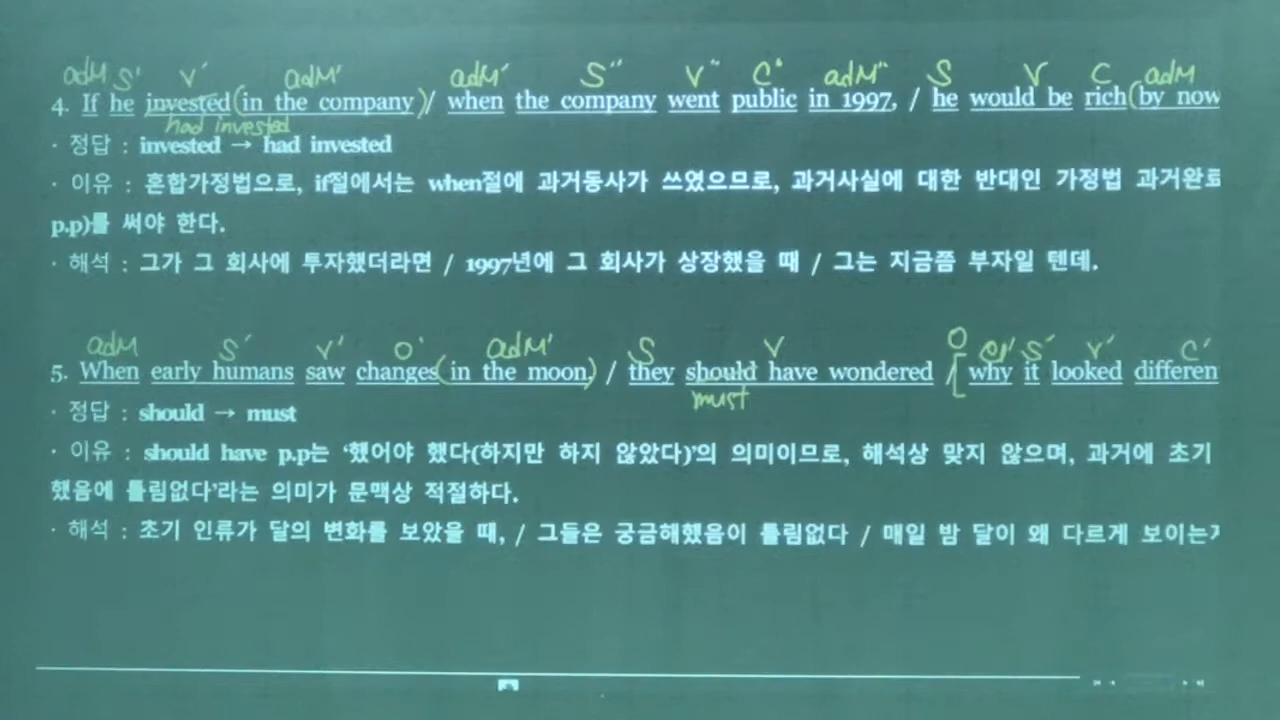 adM S′ V′ adM′ adM′ S″ V″ C″ adM″ S V C adM
4. If he invested (in the company) / when the company went public in 1997, / he would be rich (by now
had invested
· 정답 : invested → had invested
· 이유 : 혼합가정법으로, if절에서는 when절에 과거동사가 쓰였으므로, 과거사실에 대한 반대인 가정법 과거완료
p.p)를 써야 한다.
· 해석 : 그가 그 회사에 투자했더라면 / 1997년에 그 회사가 상장했을 때 / 그는 지금쯤 부자일 텐데.
adM S′ V′ O′ adM′ S V O S′ V′ C′
5. When early humans saw changes (in the moon,) / they should have wondered / [why it looked differen
must
· 정답 : should → must
· 이유 : should have p.p는 ‘했어야 했다(하지만 하지 않았다)’의 의미이므로, 해석상 맞지 않으며, 과거에 초기
했음에 틀림없다’라는 의미가 문맥상 적절하다.
· 해석 : 초기 인류가 달의 변화를 보았을 때, / 그들은 궁금해했음이 틀림없다 / 매일 밤 달이 왜 다르게 보이는